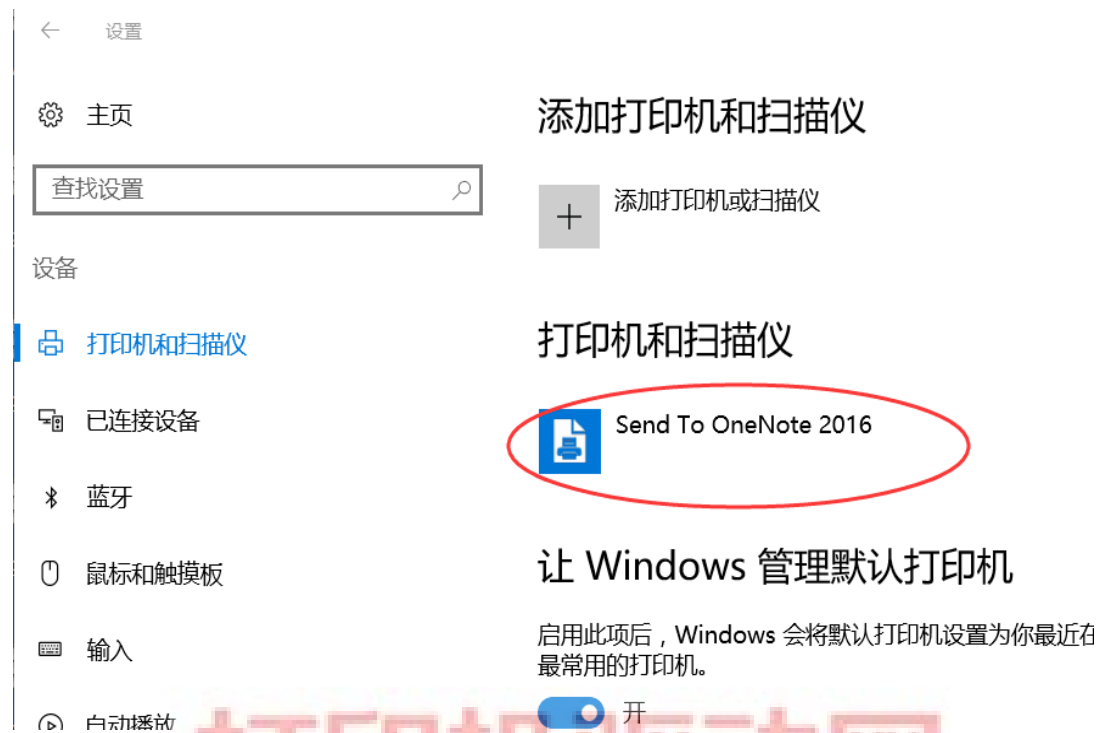 设置
主页
查找设置
设备
打印机和扫描仪
已连接设备
蓝牙
鼠标和触摸板
输入
自动播放
添加打印机和扫描仪
添加打印机或扫描仪
打印机和扫描仪
Send To OneNote 2016
让 Windows 管理默认打印机
启用此项后，Windows 会将默认打印机设置为你最近在
最常用的打印机。
开